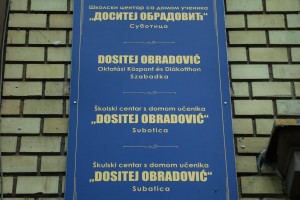 Школски центар са домом ученика
„ДОСИТЕЈ ОБРАДОВИЋ“
Суботица
DOSITEJ OBRADOVIĆ
Oktatási Központ és Diákotthon
Szabadka
Školski centar s domom učenika
„DOSITEJ OBRADOVIĆ“
Subotica
Školski centar s domom učenika
„DOSITEJ OBRADOVIĆ“
Subatica